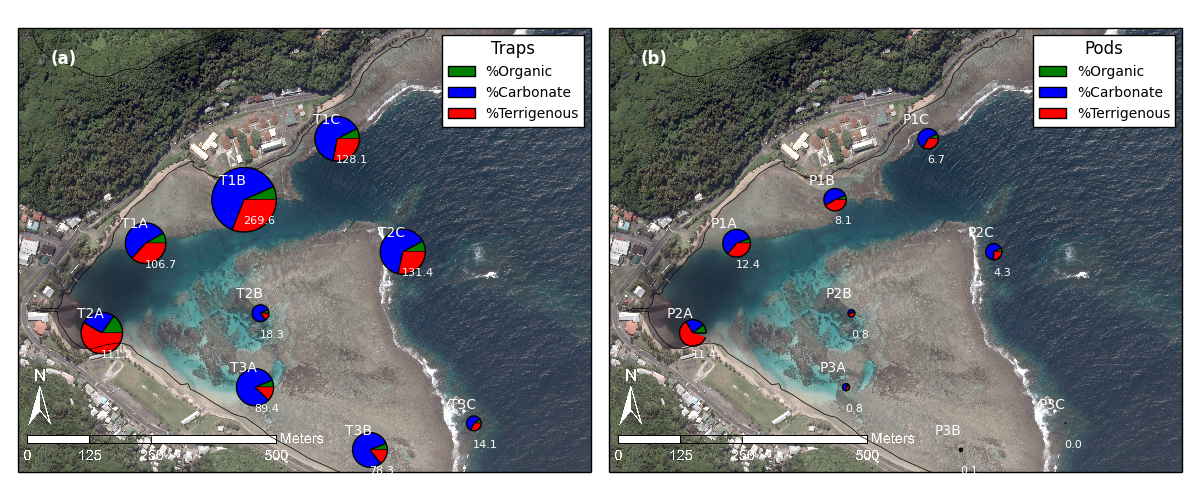 (a)
Traps
%Organic
%Carbonate
%Terrigenous
T1C
128.1
T1B
269.6
T1A
106.7
T2C
131.4
T2B
18.3
T2A
111.2
T3A
89.4
T3C
14.1
T3B
78.3
N
Meters
0 125 250 500
(b)
Pods
%Organic
%Carbonate
%Terrigenous
P1C
6.7
P1B
8.1
P1A
12.4
P2C
4.3
P2B
0.8
P2A
11.4
P3A
0.8
P3C
0.0
P3B
0.1
N
Meters
0 125 250 500